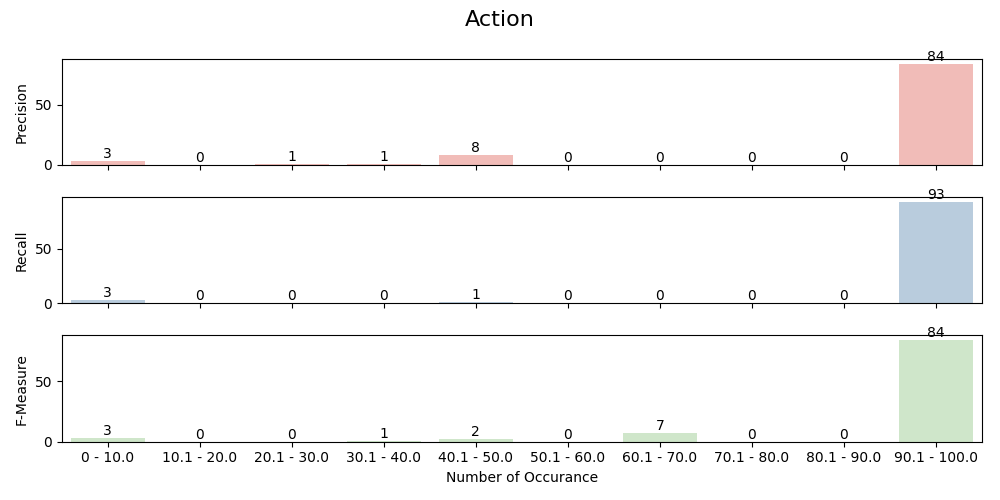 Action
Precision
50
0
3 0 1 1 8 0 0 0 0 84
Recall
50
0
3 0 0 0 1 0 0 0 0 93
F-Measure
50
0
3 0 0 1 2 0 7 0 0 84
0 - 10.0 10.1 - 20.0 20.1 - 30.0 30.1 - 40.0 40.1 - 50.0 50.1 - 60.0 60.1 - 70.0 70.1 - 80.0 80.1 - 90.0 90.1 - 100.0
Number of Occurance